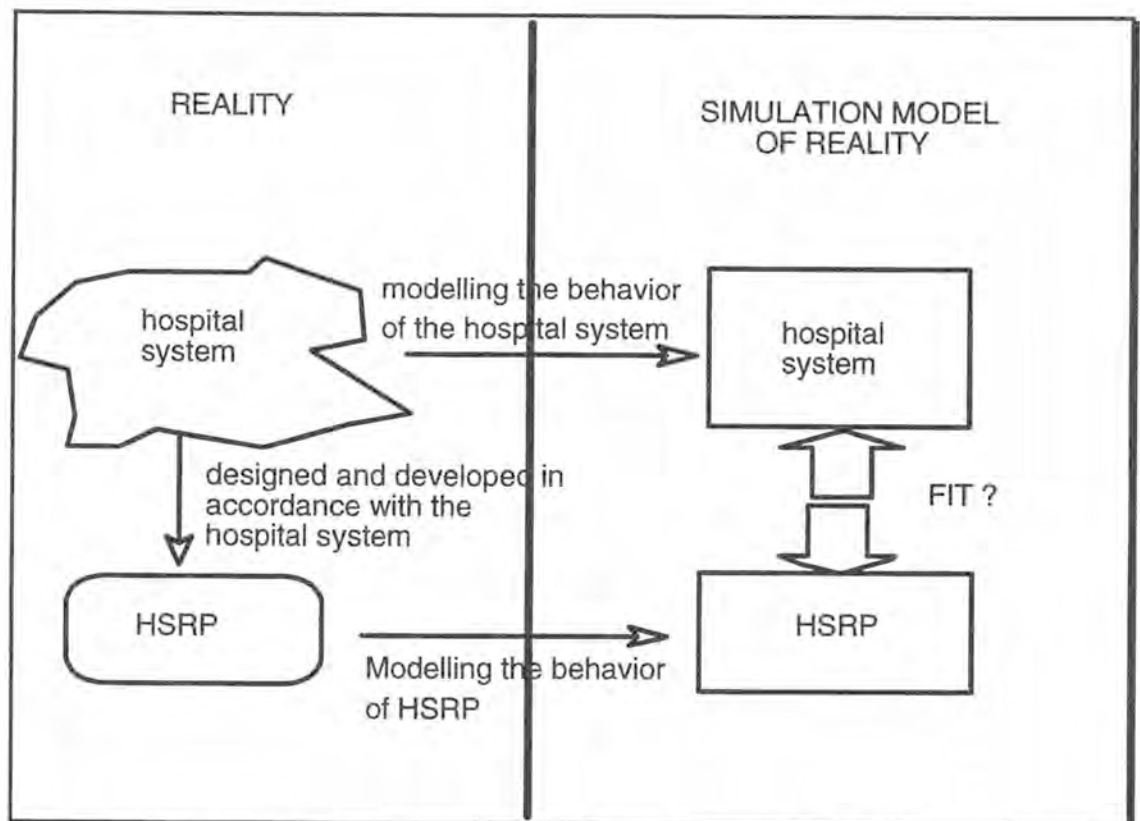 REALITY
SIMULATION MODEL
OF REALITY
hospital
system
modelling the behavior
of the hospital system
hospital
system
designed and developed in
accordance with the
hospital system
FIT ?
HSRP
Modelling the behavior
of HSRP
HSRP